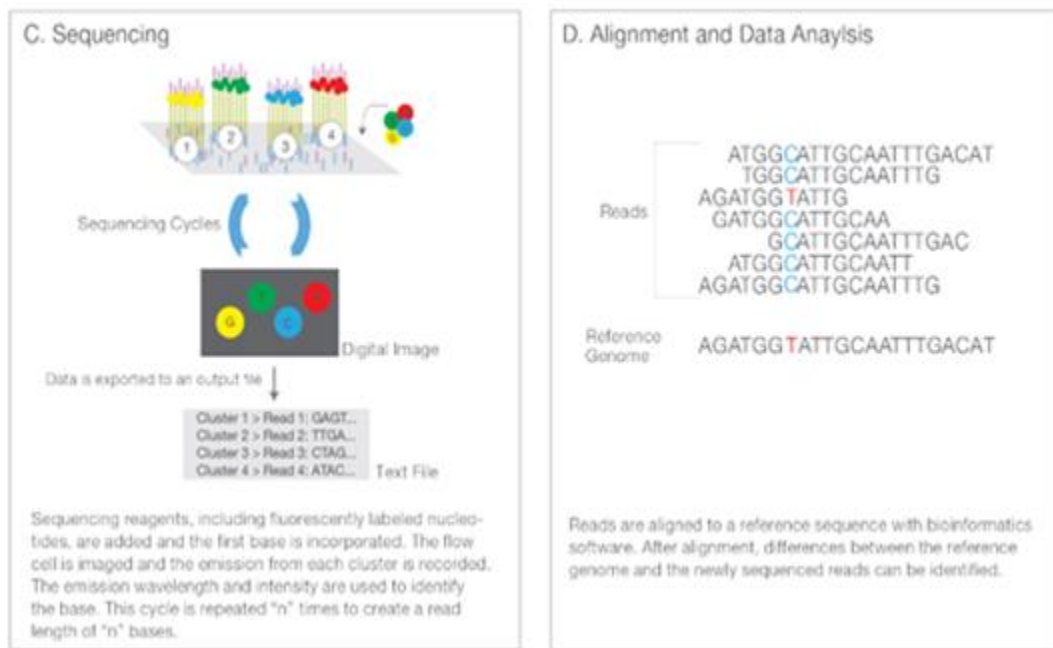 C. Sequencing
1
2
3
4
G
Sequencing Cycles
G
T
A
C
Digital Image
Data is exported to an output file
Cluster 1 > Read 1: GAGT...
Cluster 2 > Read 2: TTGA...
Cluster 3 > Read 3: CTAG...
Cluster 4 > Read 4: ATAC...
Text File
Sequencing reagents, including fluorescently labeled nucleo-
tides, are added and the first base is incorporated. The flow
cell is imaged and the emission from each cluster is recorded.
The emission wavelength and intensity are used to identify
the base. This cycle is repeated "n" times to create a read
length of "n" bases.
D. Alignment and Data Anaylsis
Reads
ATGGCATTGCAATTTGACAT
TGGCATTGCAATTTG
AGATGGTATTG
GATGGCATTGCAA
GCATTGCAATTTGAC
ATGGCATTGCAATT
AGATGGCATTGCAATTTG
Reference
Genome
AGATGGTATTGCAATTTGACAT
Reads are aligned to a reference sequence with bioinformatics
software. After alignment, differences between the reference
genome and the newly sequenced reads can be identified.